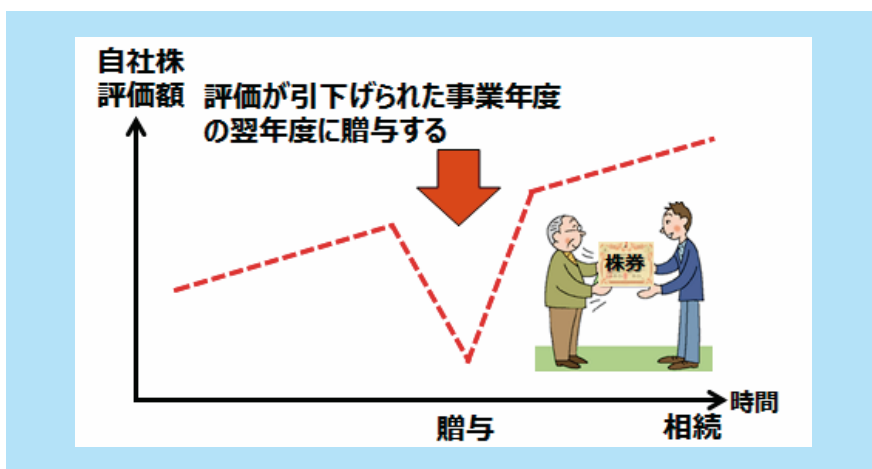 自社株
評価額
評価が引下げられた事業年度
の翌年度に贈与する
株券
時間
贈与
相続